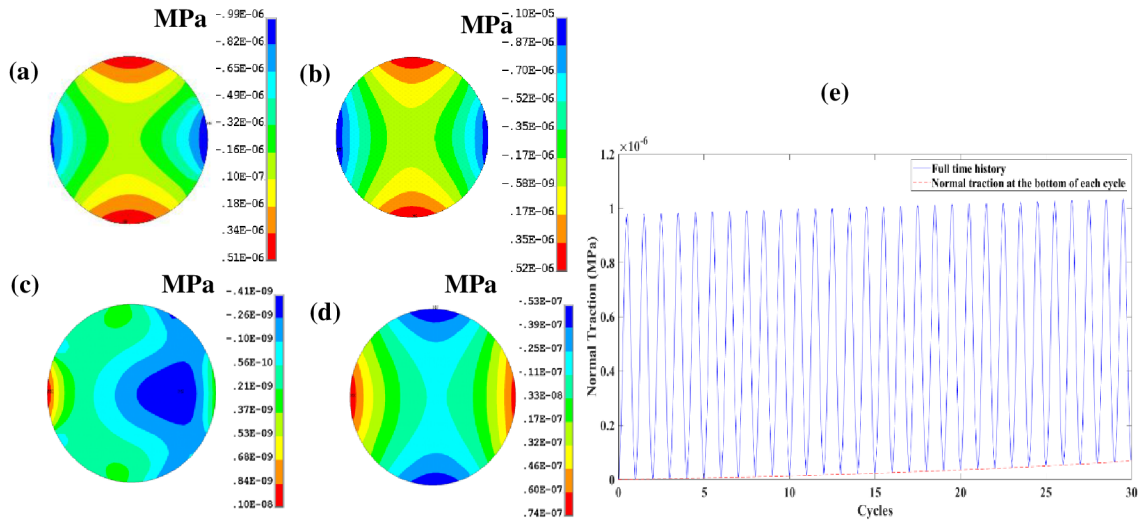 (a)
MPa
-.99E-06
-.82E-06
-.65E-06
-.49E-06
-.32E-06
-.16E-06
.10E-07
.18E-06
.34E-06
.51E-06
(b)
MPa
-.10E-05
-.87E-06
-.70E-06
-.35E-06
-.17E-06
-.58E-09
.17E-06
.35E-06
.52E-06
(c)
MPa
-.41E-09
-.26E-09
-.10E-09
.56E-10
.21E-09
.37E-09
.53E-09
.68E-09
.84E-09
.10E-08
(d)
-.53E-07
-.39E-07
-.25E-07
-.11E-07
.33E-08
.17E-07
.32E-07
.46E-07
.60E-07
.74E-07
(e)
×10⁻⁶
1.2
1
0.8
0.6
0.4
0.2
0
Normal Traction (MPa)
Full time history
Normal traction at the bottom of each cycle
0 5 10 15 20 25 30
Cycles